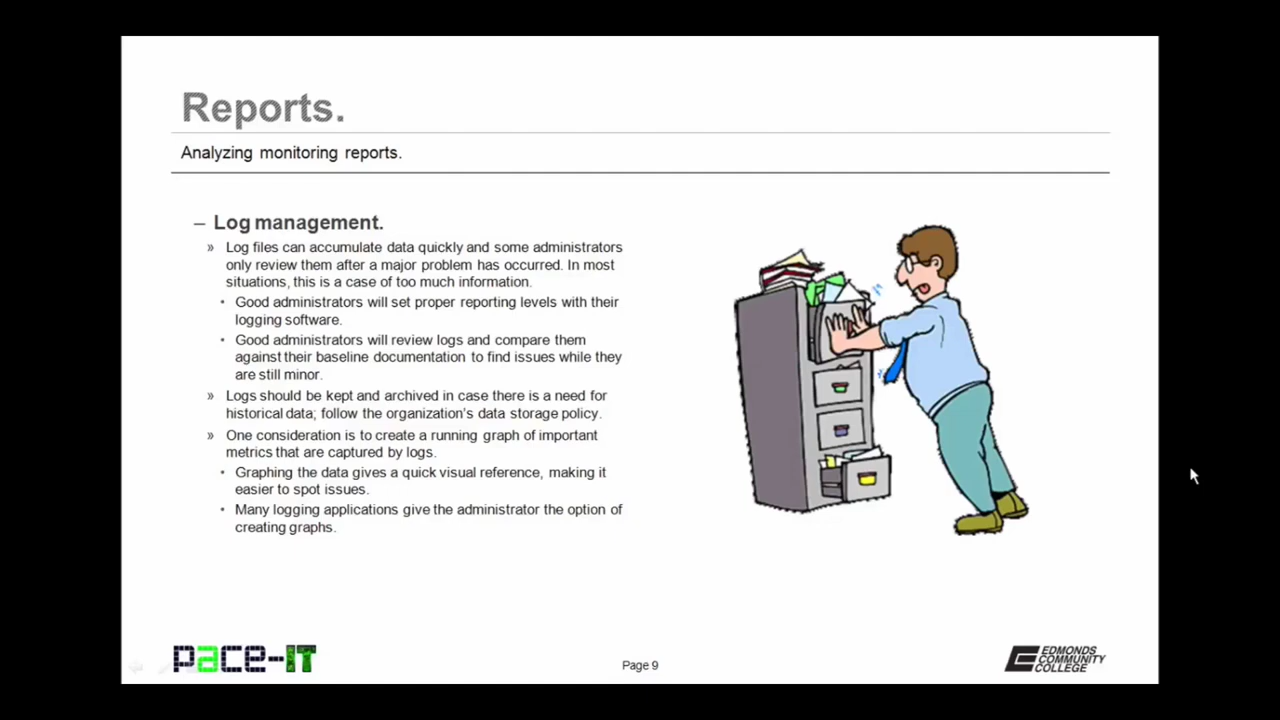 Reports.
Analyzing monitoring reports.
– Log management.
» Log files can accumulate data quickly and some administrators
only review them after a major problem has occurred. In most
situations, this is a case of too much information.
• Good administrators will set proper reporting levels with their
logging software.
• Good administrators will review logs and compare them
against their baseline documentation to find issues while they
are still minor.
» Logs should be kept and archived in case there is a need for
historical data; follow the organization's data storage policy.
» One consideration is to create a running graph of important
metrics that are captured by logs.
• Graphing the data gives a quick visual reference, making it
easier to spot issues.
• Many logging applications give the administrator the option of
creating graphs.
pace-IT
Page 9
EDMONDS
COMMUNITY
COLLEGE